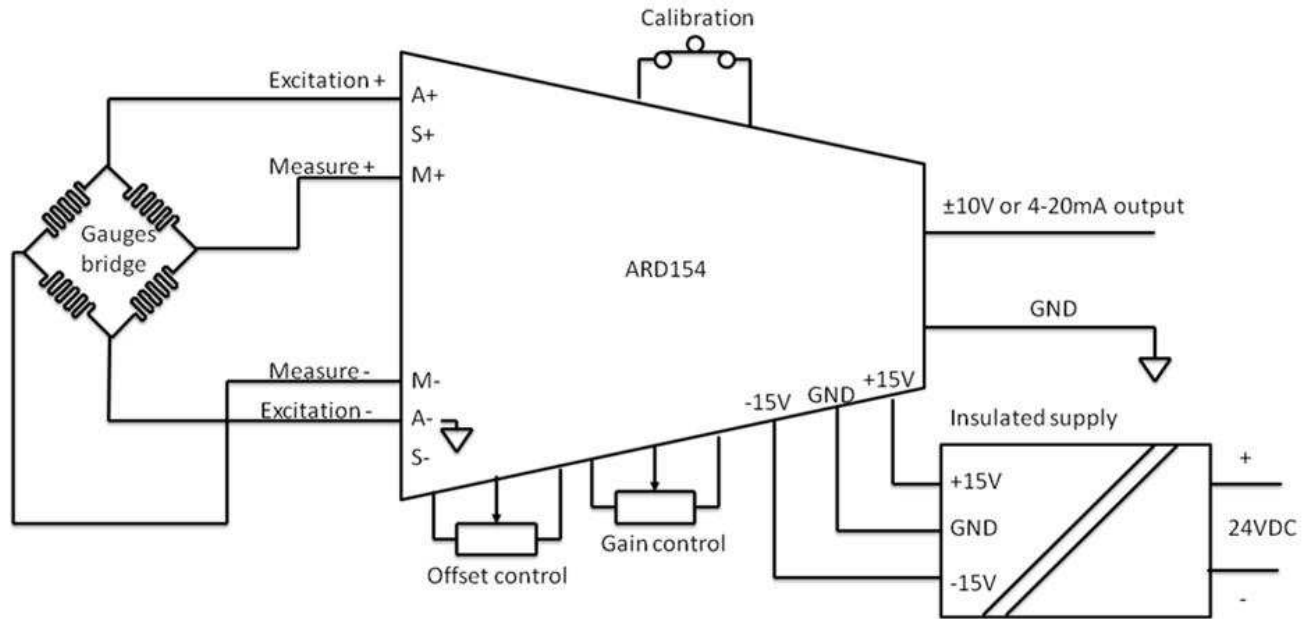 Calibration
Excitation +
A+
S+
Measure +
M+
±10V or 4-20mA output
Gauges
bridge
ARD154
GND
Measure -
M-
+15V
Excitation -
A-
-15V
GND
Insulated supply
S-
+
+15V
Gain control
GND
24VDC
Offset control
-15V
-